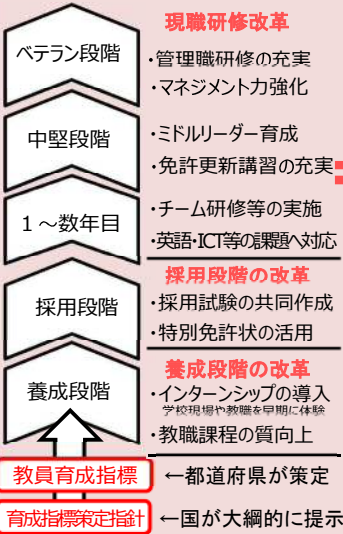 現職研修改革
ベテラン段階
・管理職研修の充実
・マネジメント力強化
中堅段階
・ミドルリーダー育成
・免許更新講習の充実
1～数年目
・チーム研修等の実施
・英語・ICT等の課題へ対応
採用段階の改革
採用段階
・採用試験の共同作成
・特別免許状の活用
養成段階の改革
養成段階
・インターンシップの導入
学校現場や教職を早期に体験
・教職課程の質向上
教員育成指標 ←都道府県が策定
育成指標策定指針 ←国が大綱的に提示